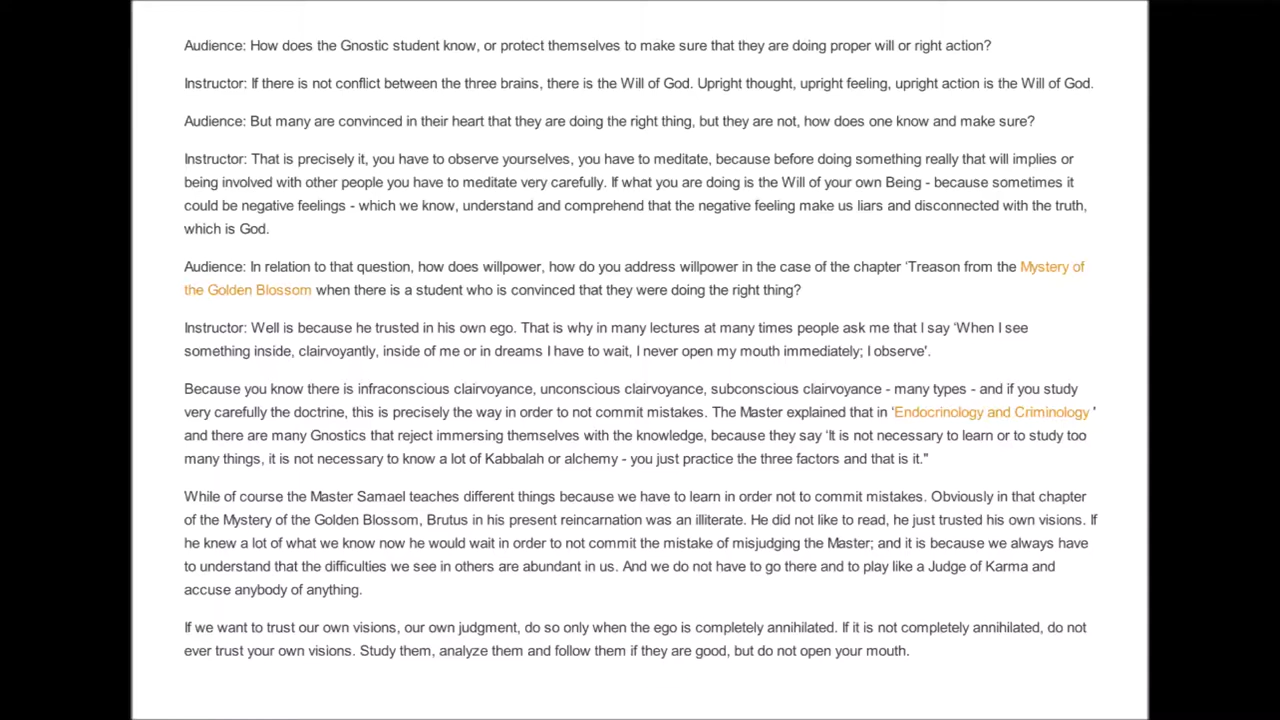 Audience: How does the Gnostic student know, or protect themselves to make sure that they are doing proper will or right action?
Instructor: If there is not conflict between the three brains, there is the Will of God. Upright thought, upright feeling, upright action is the Will of God.
Audience: But many are convinced in their heart that they are doing the right thing, but they are not, how does one know and make sure?
Instructor: That is precisely it, you have to observe yourselves, you have to meditate, because before doing something really that will implies or
being involved with other people you have to meditate very carefully. If what you are doing is the Will of your own Being - because sometimes it
could be negative feelings - which we know, understand and comprehend that the negative feeling make us liars and disconnected with the truth,
which is God.
Audience: In relation to that question, how does willpower, how do you address willpower in the case of the chapter ‘Treason from the Mystery of
the Golden Blossom when there is a student who is convinced that they were doing the right thing?
Instructor: Well is because he trusted in his own ego. That is why in many lectures at many times people ask me that I say ‘When I see
something inside, clairvoyantly, inside of me or in dreams I have to wait, I never open my mouth immediately; I observe'.
Because you know there is infraconscious clairvoyance, unconscious clairvoyance, subconscious clairvoyance - many types - and if you study
very carefully the doctrine, this is precisely the way in order to not commit mistakes. The Master explained that in ‘Endocrinology and Criminology '
and there are many Gnostics that reject immersing themselves with the knowledge, because they say ‘It is not necessary to learn or to study too
many things, it is not necessary to know a lot of Kabbalah or alchemy - you just practice the three factors and that is it."
While of course the Master Samael teaches different things because we have to learn in order not to commit mistakes. Obviously in that chapter
of the Mystery of the Golden Blossom, Brutus in his present reincarnation was an illiterate. He did not like to read, he just trusted his own visions. If
he knew a lot of what we know now he would wait in order to not commit the mistake of misjudging the Master; and it is because we always have
to understand that the difficulties we see in others are abundant in us. And we do not have to go there and to play like a Judge of Karma and
accuse anybody of anything.
If we want to trust our own visions, our own judgment, do so only when the ego is completely annihilated. If it is not completely annihilated, do not
ever trust your own visions. Study them, analyze them and follow them if they are good, but do not open your mouth.